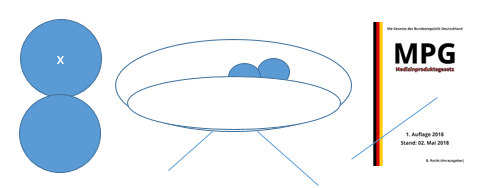 X
Die Gesetze der Bundesrepublik Deutschland
MPG
Medizinproduktegesetz
1. Auflage 2018
Stand: 02. Mai 2018
G. Recht (Herausgeber)